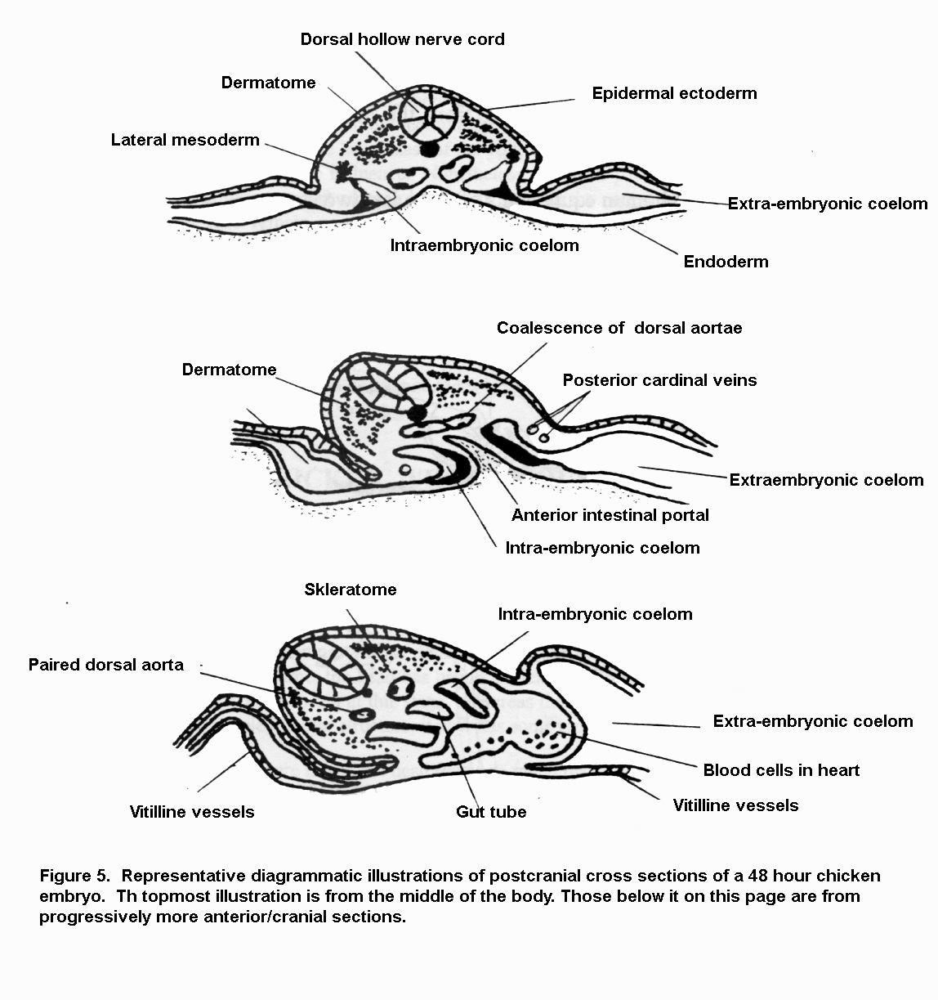 Dorsal hollow nerve cord
Dermatome
Epidermal ectoderm
Lateral mesoderm
Extra-embryonic coelom
Intraembryonic coelom
Endoderm
Coalescence of dorsal aortae
Dermatome
Posterior cardinal veins
Extraembryonic coelom
Anterior intestinal portal
Intra-embryonic coelom
Skleratome
Intra-embryonic coelom
Paired dorsal aorta
Extra-embryonic coelom
Blood cells in heart
Vitilline vessels
Gut tube
Vitilline vessels
Figure 5. Representative diagrammatic illustrations of postcranial cross sections of a 48 hour chicken
embryo. Th topmost illustration is from the middle of the body. Those below it on this page are from
progressively more anterior/cranial sections.